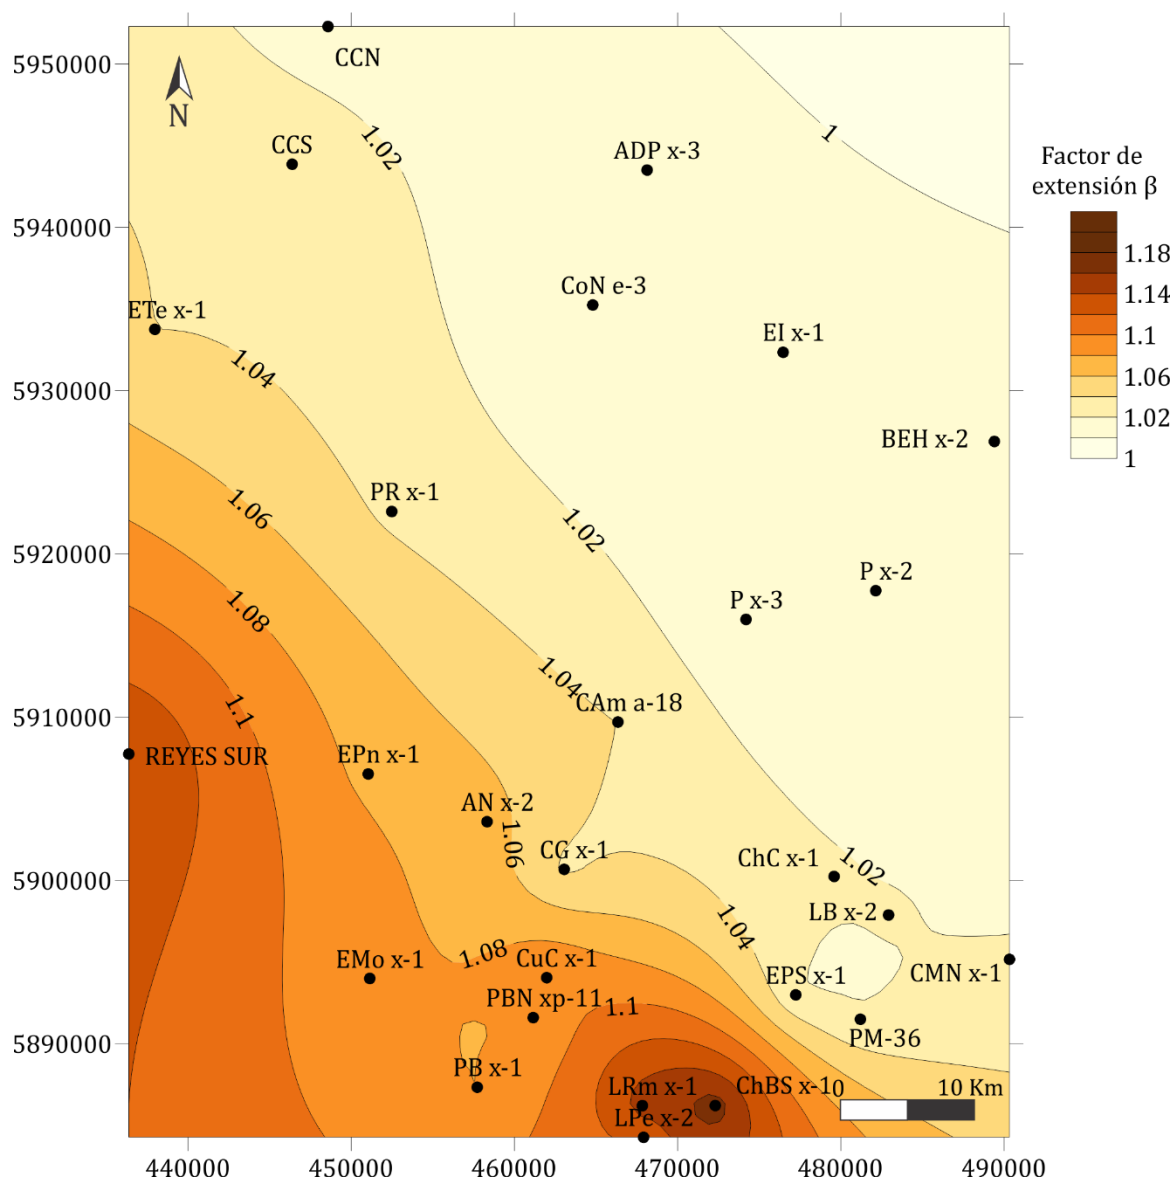 5950000
5940000
5930000
5920000
5910000
5900000
5890000
440000
450000
460000
470000
480000
490000
N
CCN
CCS
1.02
ADP x-3
1
CoN e-3
ETe x-1
EI x-1
1.04
BEH x-2
PR x-1
1.06
1.02
P x-2
P x-3
1.08
1.04
CAm a-18
1.1
REYES SUR
EPn x-1
AN x-2
1.06
CG x-1
ChC x-1
1.02
LB x-2
1.04
1.08
EMo x-1
CuC x-1
EPS x-1
CMN x-1
PBN xp-11
1.1
PM-36
PB x-1
LRm x-1
ChBS x-1
LPe x-2
0
10 Km
Factor de
extensión β
1.18
1.14
1.1
1.06
1.02
1